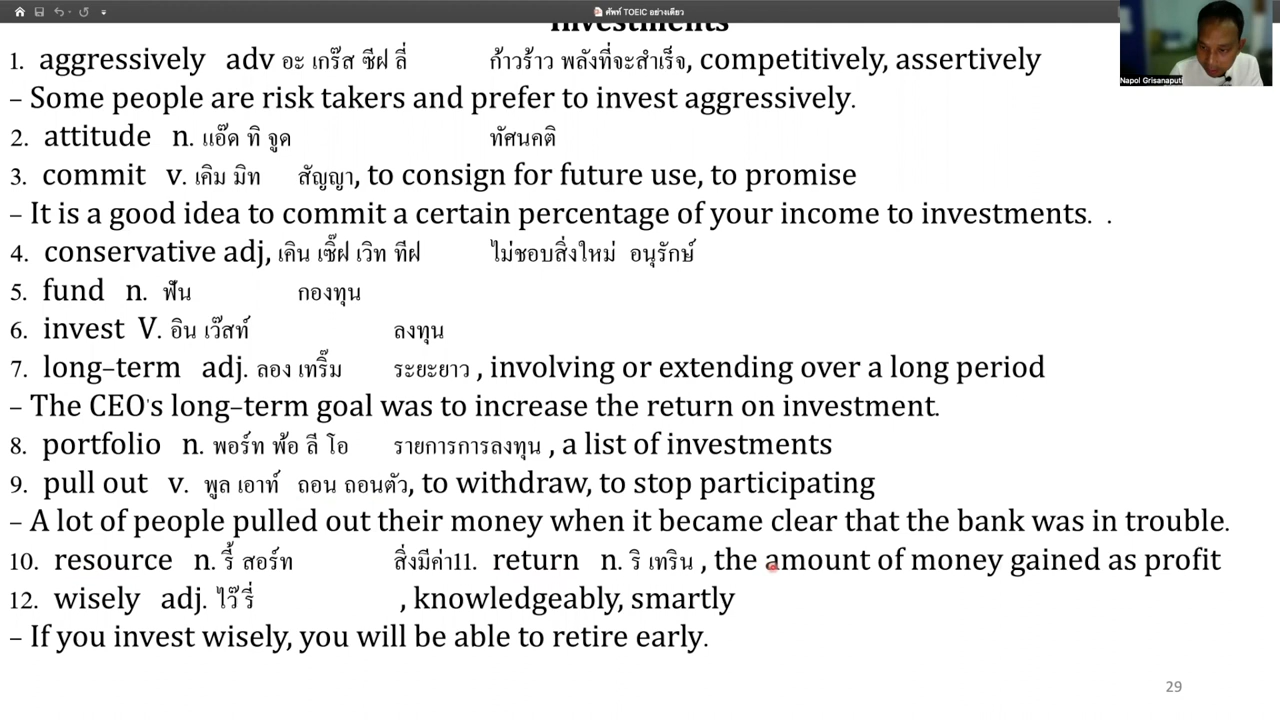 ศัพท์ TOEIC อย่างเดียว
Investments
Napol Grisanaputi
1. aggressively adv อะ เกร๊ส ซีฝ ลี่ ก้าวร้าว พลังที่จะสำเร็จ, competitively, assertively
– Some people are risk takers and prefer to invest aggressively.
2. attitude n. แอ๊ด ทิ จูด ทัศนคติ
3. commit v. เคิม มิท สัญญา, to consign for future use, to promise
– It is a good idea to commit a certain percentage of your income to investments. .
4. conservative adj, เคิน เซิ๊ฝ เวิท ทีฝ ไม่ชอบสิ่งใหม่ อนุรักษ์
5. fund n. ฟัน กองทุน
6. invest V. อิน เว๊สท์ ลงทุน
7. long–term adj. ลอง เทริ๊ม ระยะยาว , involving or extending over a long period
– The CEO's long–term goal was to increase the return on investment.
8. portfolio n. พอร์ท พ้อ ลี โอ รายการการลงทุน , a list of investments
9. pull out v. พูล เอาท์ ถอน ถอนตัว, to withdraw, to stop participating
– A lot of people pulled out their money when it became clear that the bank was in trouble.
10. resource n. รี้ สอร์ท สิ่งมีค่า11. return n. ริ เทริน , the amount of money gained as profit
12. wisely adj. ไว๊รี่ , knowledgeably, smartly
– If you invest wisely, you will be able to retire early.
29